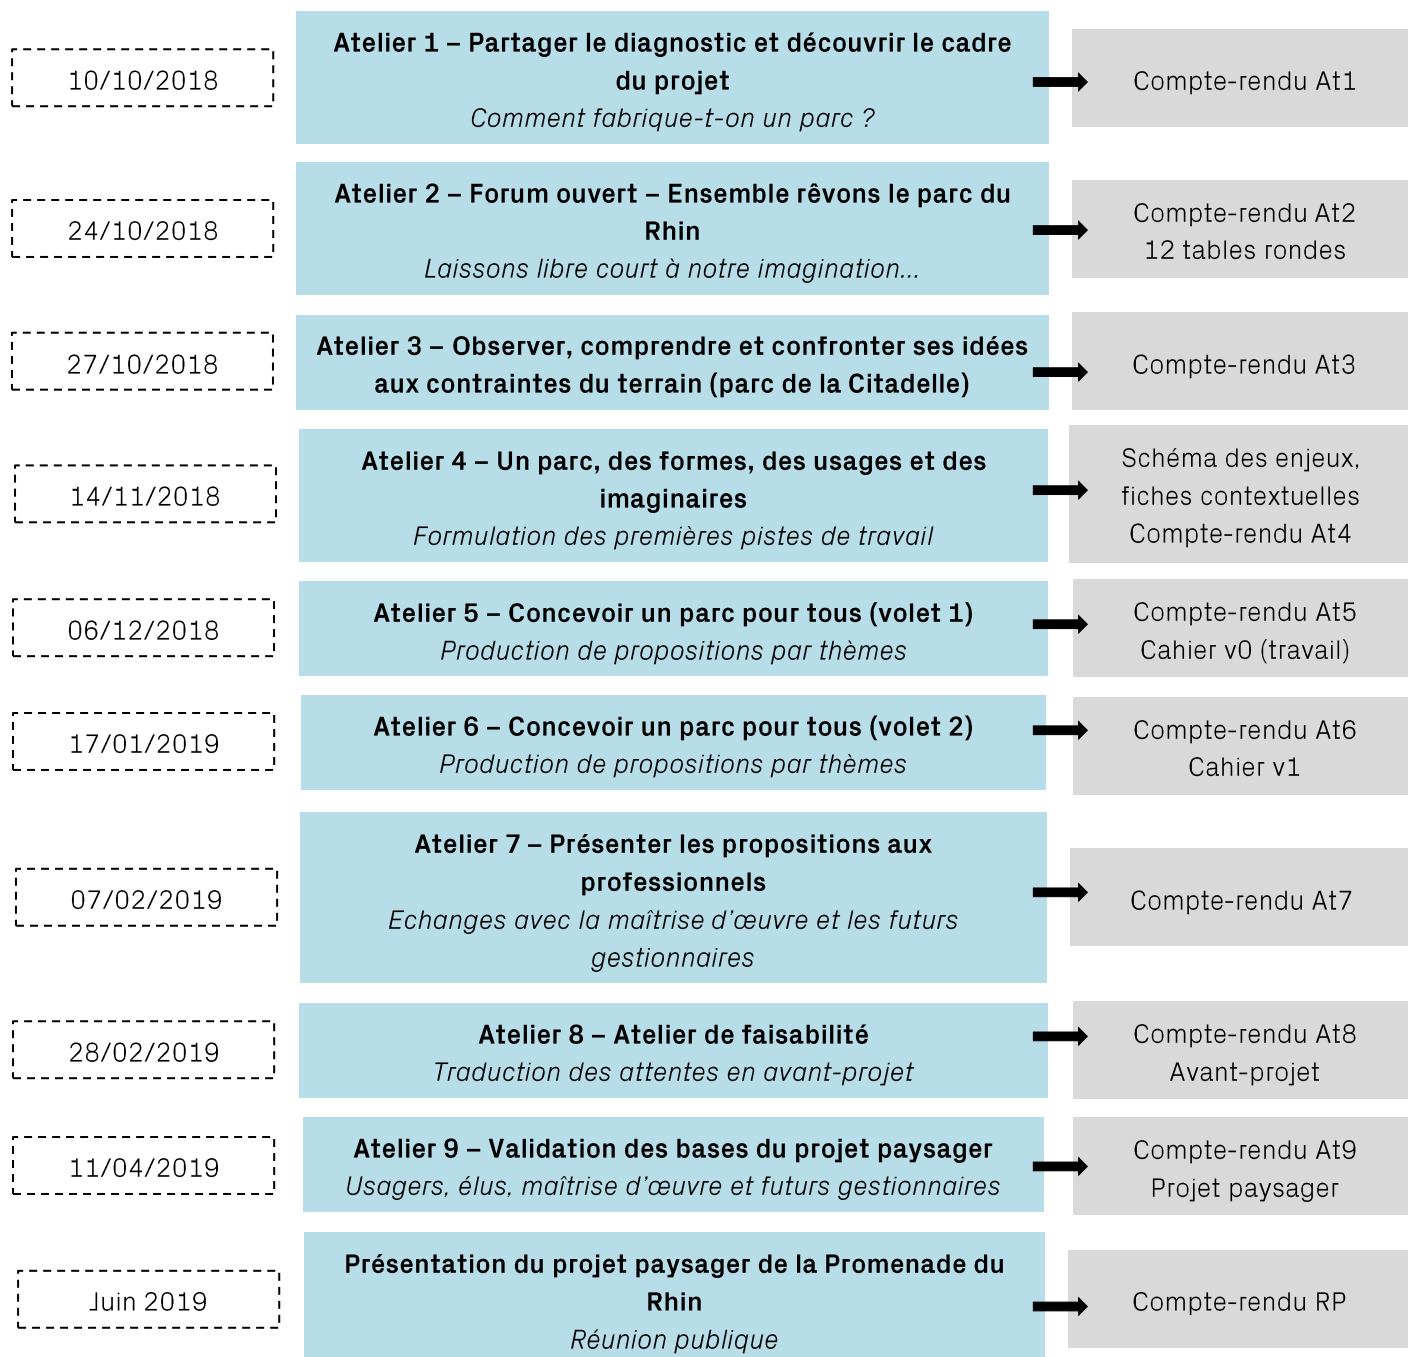 10/10/2018
Atelier 1 – Partager le diagnostic et découvrir le cadre
du projet
Comment fabrique-t-on un parc ?
Compte-rendu At1
24/10/2018
Atelier 2 – Forum ouvert – Ensemble rêvons le parc du
Rhin
Laissons libre court à notre imagination...
Compte-rendu At2
12 tables rondes
27/10/2018
Atelier 3 – Observer, comprendre et confronter ses idées
aux contraintes du terrain (parc de la Citadelle)
Compte-rendu At3
14/11/2018
Atelier 4 – Un parc, des formes, des usages et des
imaginaires
Formulation des premières pistes de travail
Schéma des enjeux,
fiches contextuelles
Compte-rendu At4
06/12/2018
Atelier 5 – Concevoir un parc pour tous (volet 1)
Production de propositions par thèmes
Compte-rendu At5
Cahier v0 (travail)
17/01/2019
Atelier 6 – Concevoir un parc pour tous (volet 2)
Production de propositions par thèmes
Compte-rendu At6
Cahier v1
07/02/2019
Atelier 7 – Présenter les propositions aux
professionnels
Echanges avec la maîtrise d'œuvre et les futurs
gestionnaires
Compte-rendu At7
28/02/2019
Atelier 8 – Atelier de faisabilité
Traduction des attentes en avant-projet
Compte-rendu At8
Avant-projet
11/04/2019
Atelier 9 – Validation des bases du projet paysager
Usagers, élus, maîtrise d'œuvre et futurs gestionnaires
Compte-rendu At9
Projet paysager
Juin 2019
Présentation du projet paysager de la Promenade du
Rhin
Réunion publique
Compte-rendu RP